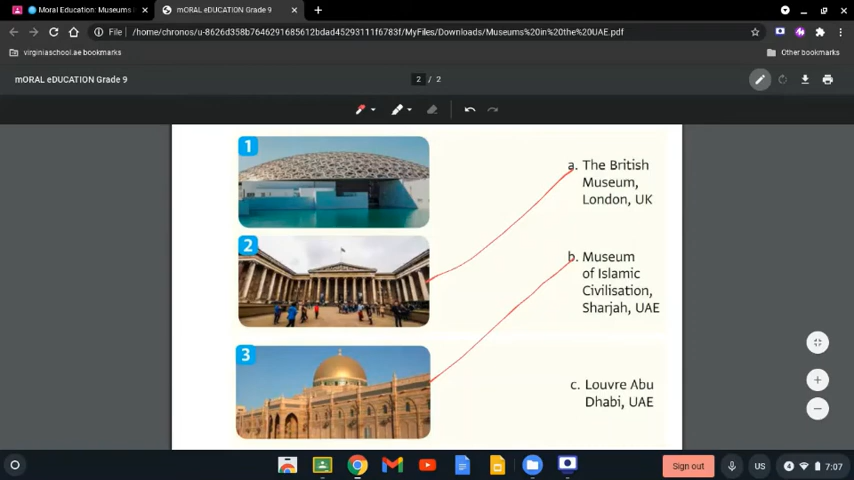 Moral Education: Museums
mORAL eDUCATION Grade 9
File
/home/chronos/u-8626d358b7646291685612bdad45293111f6783f/MyFiles/Downloads/Museums%20in%20the%20UAE.pdf
virginiaschool.ae bookmarks
Other bookmarks
mORAL eDUCATION Grade 9
2 / 2
1
a. The British
Museum,
London, UK
2
b. Museum
of Islamic
Civilisation,
Sharjah, UAE
3
c. Louvre Abu
Dhabi, UAE
Sign out
US
4
7:07